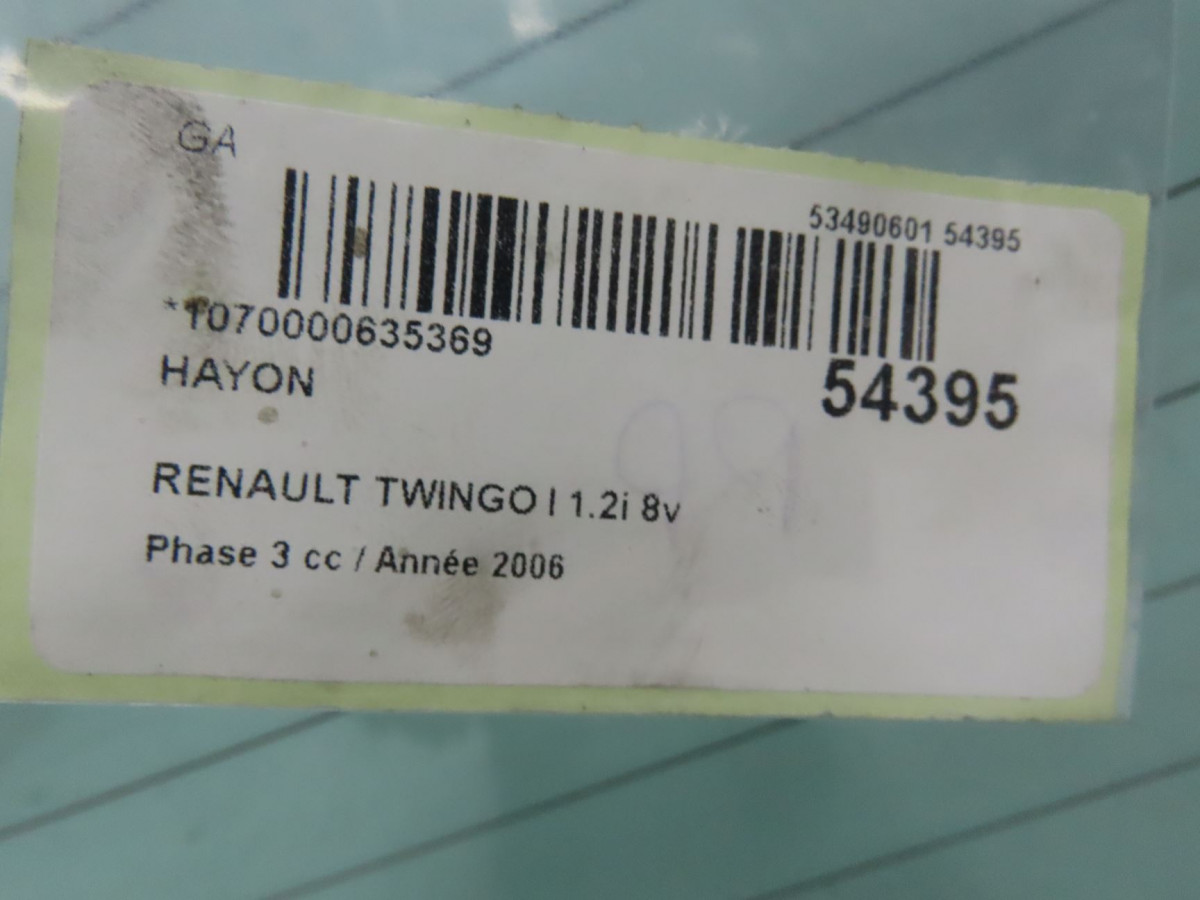 GA
53490601 54395
*1070000635369
HAYON
54395
RENAULT TWINGO I 1.2i 8v
Phase 3 cc / Année 2006